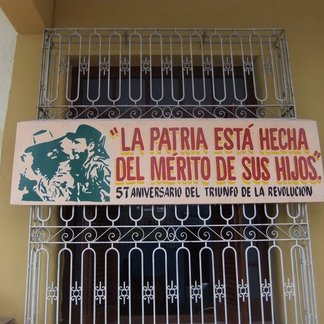 "LA PATRIA ESTÁ HECHA
DEL MÉRITO DE SUS HIJOS".
57 ANIVERSARIO DEL TRIUNFO DE LA REVOLUCIÓN